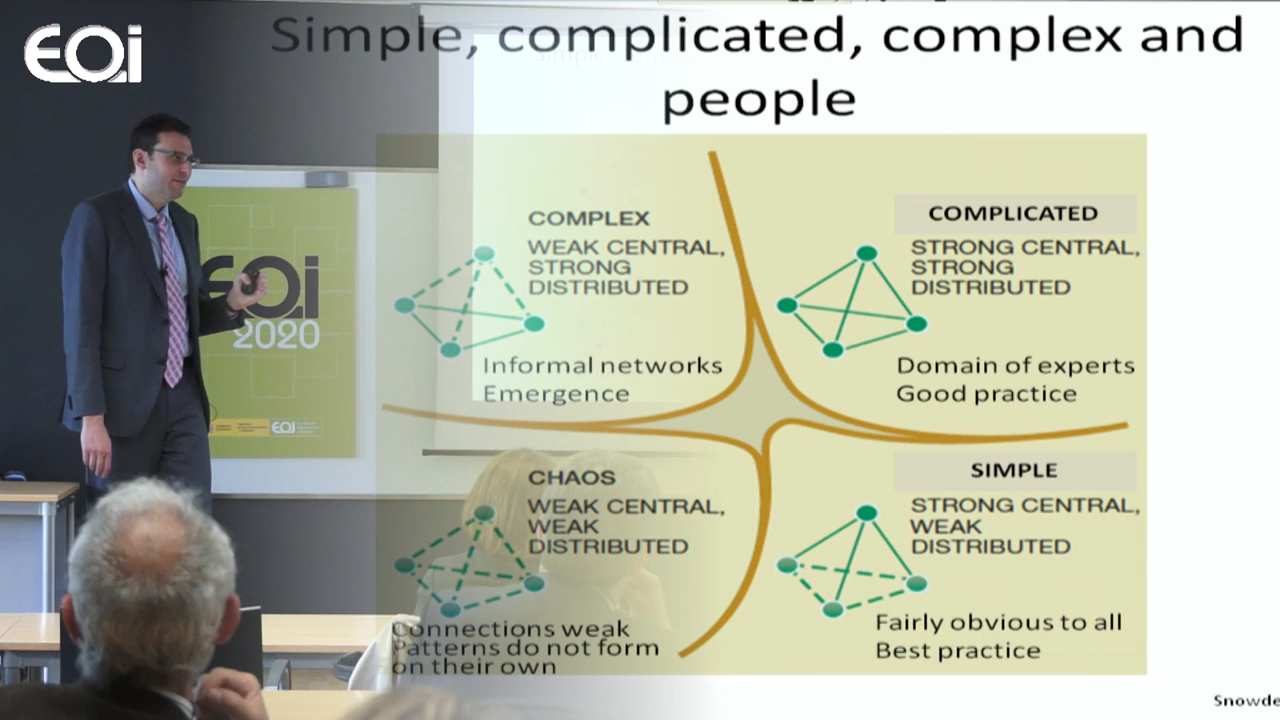 EOi
Simple, complicated, complex and
people
EOi
2020
EOi
COMPLEX
WEAK CENTRAL,
STRONG
DISTRIBUTED
Informal networks
Emergence
COMPLICATED
STRONG CENTRAL,
STRONG
DISTRIBUTED
Domain of experts
Good practice
CHAOS
WEAK CENTRAL,
WEAK
DISTRIBUTED
Connections weak
Patterns do not form
on their own
SIMPLE
STRONG CENTRAL,
WEAK
DISTRIBUTED
Fairly obvious to all
Best practice
Snowde